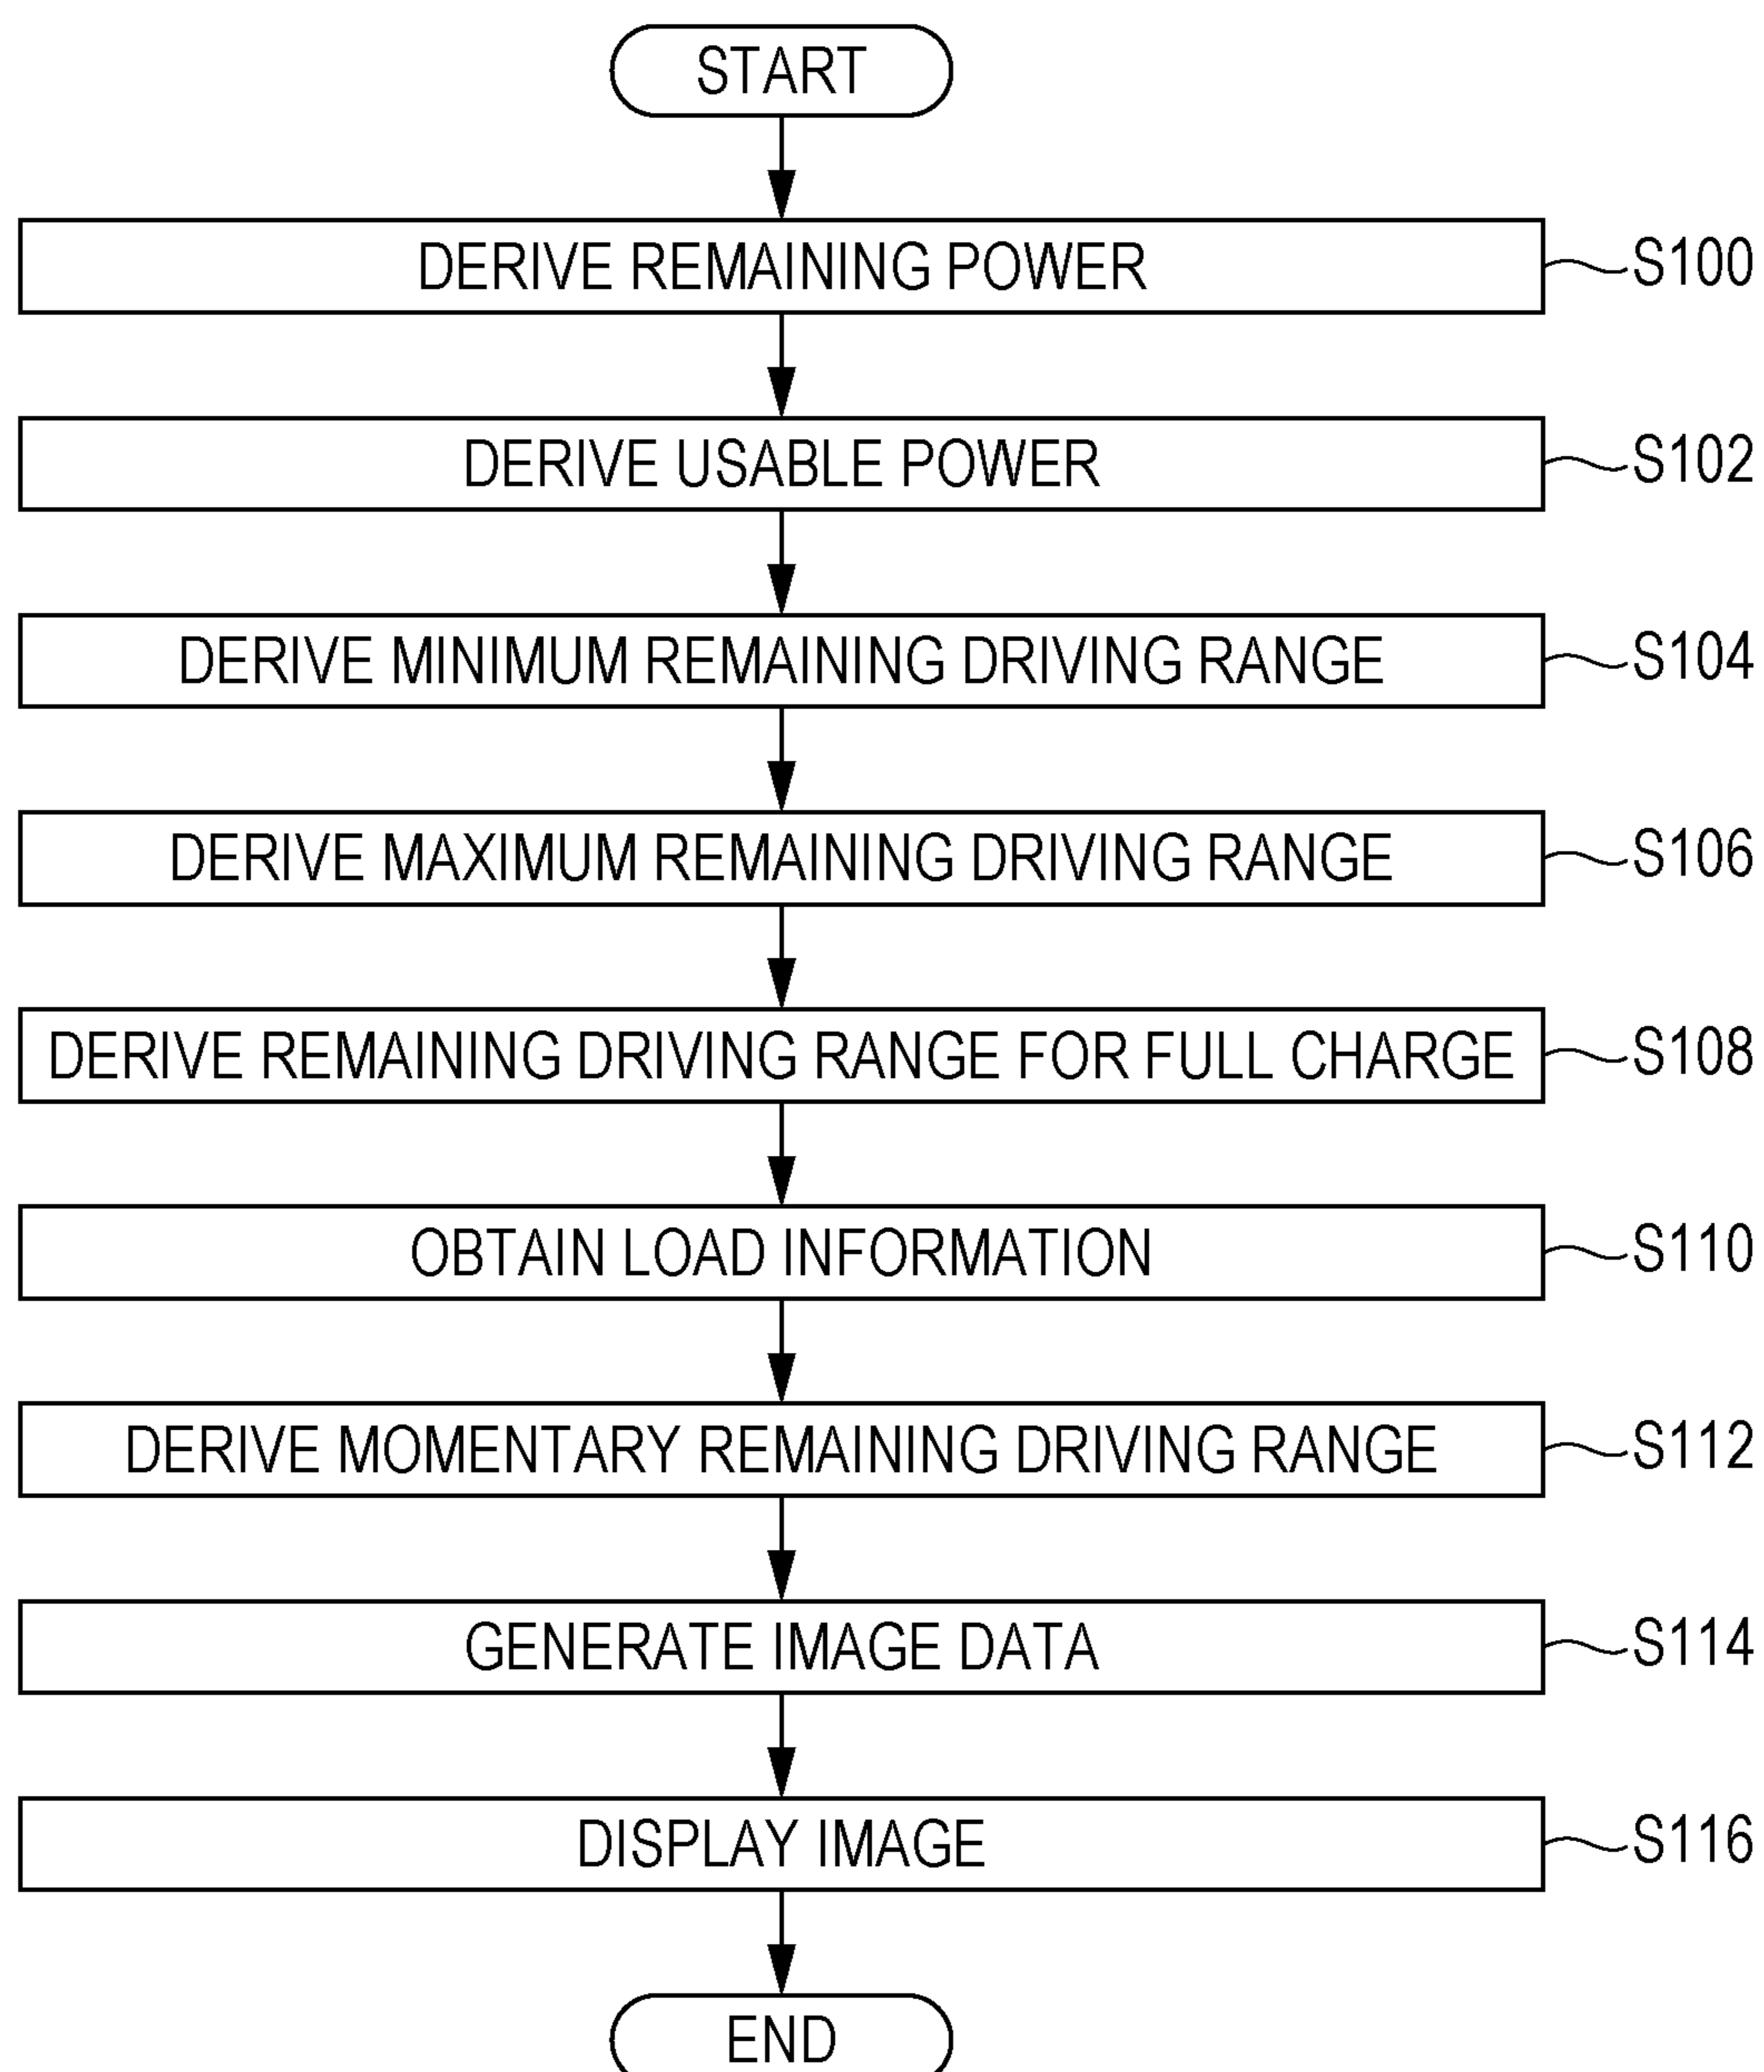 START
DERIVE REMAINING POWER S100
DERIVE USABLE POWER S102
DERIVE MINIMUM REMAINING DRIVING RANGE S104
DERIVE MAXIMUM REMAINING DRIVING RANGE S106
DERIVE REMAINING DRIVING RANGE FOR FULL CHARGE S108
OBTAIN LOAD INFORMATION S110
DERIVE MOMENTARY REMAINING DRIVING RANGE S112
GENERATE IMAGE DATA S114
DISPLAY IMAGE S116
END